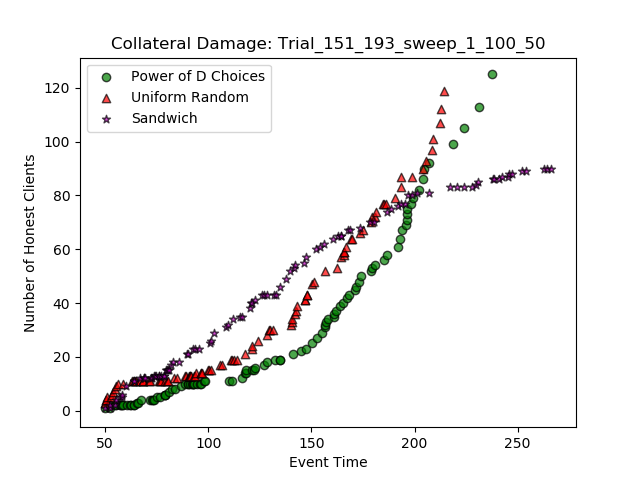 Collateral Damage: Trial_151_193_sweep_1_100_50
Power of D Choices
Uniform Random
Sandwich
Number of Honest Clients
120
100
80
60
40
20
0
50 100 150 200 250
Event Time